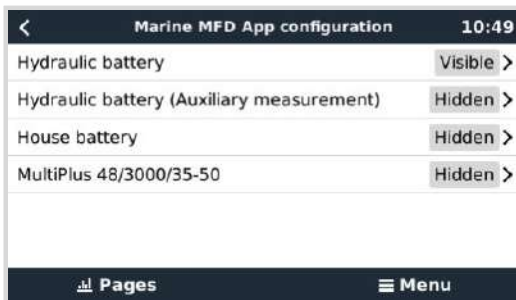 Marine MFD App configuration 10:49
Hydraulic battery Visible
Hydraulic battery (Auxiliary measurement) Hidden
House battery Hidden
MultiPlus 48/3000/35-50 Hidden
Pages Menu